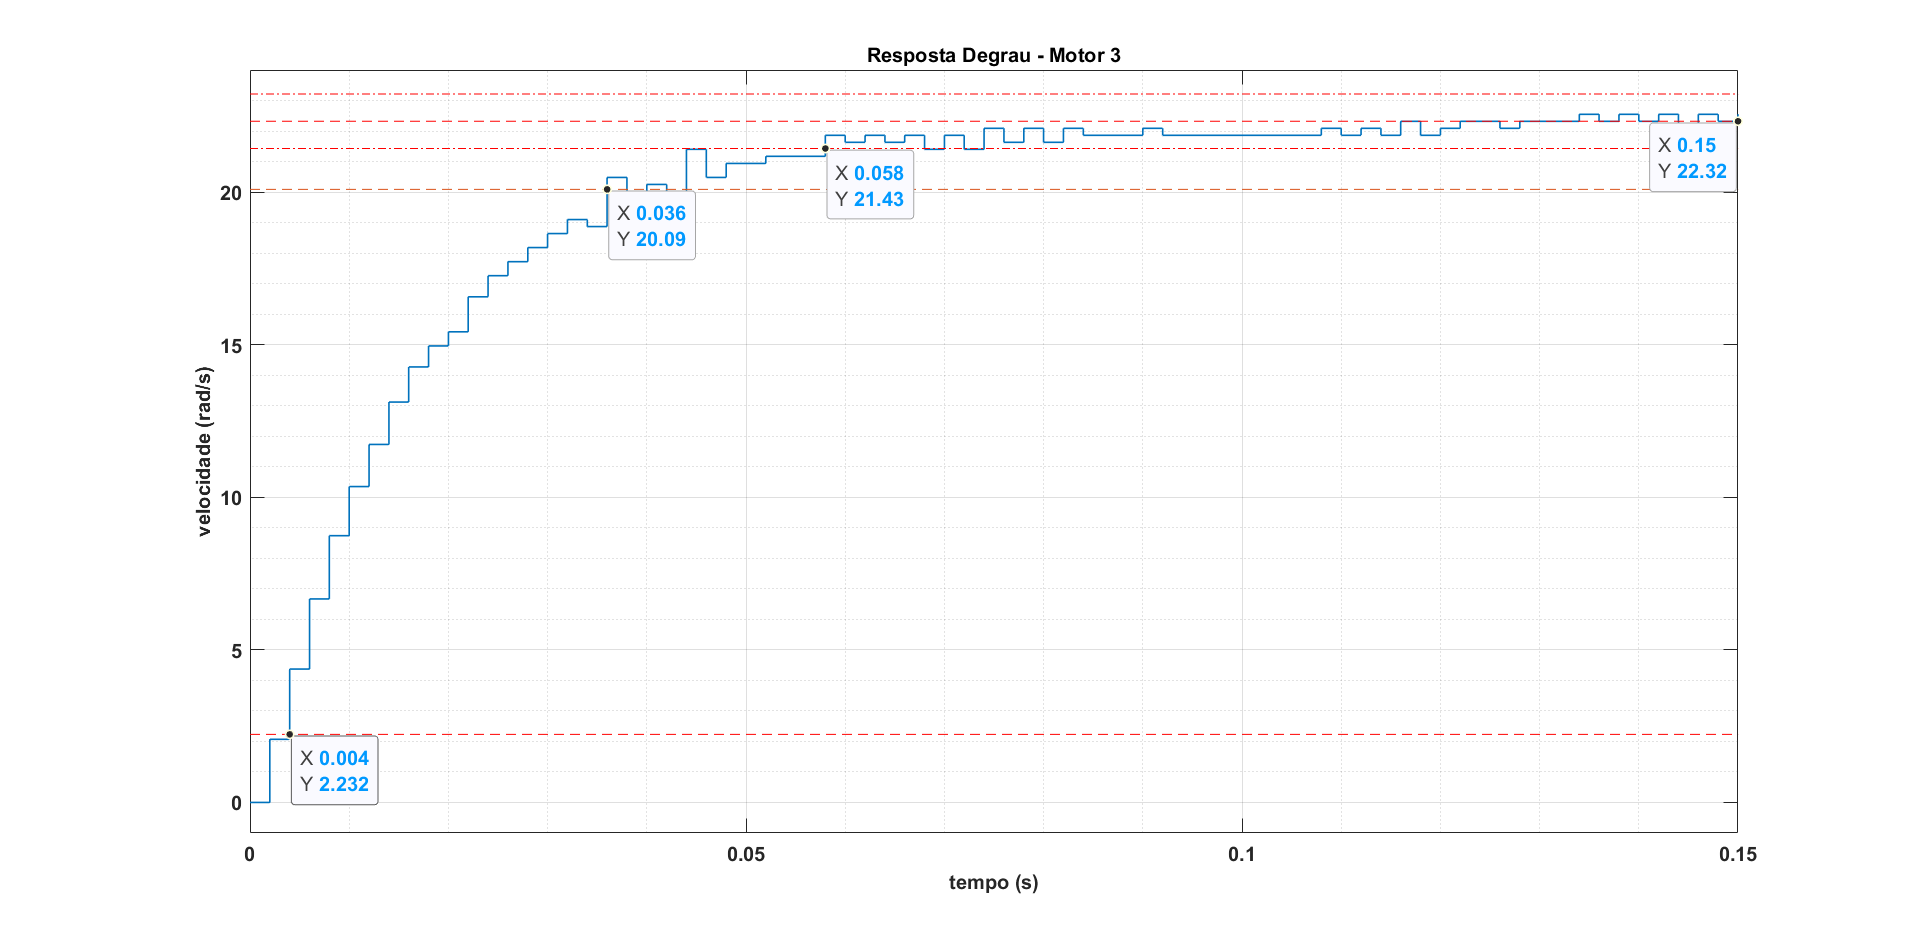 Resposta Degrau - Motor 3
velocidade (rad/s)
20
15
10
5
0
X 0.15
Y 22.32
X 0.058
Y 21.43
X 0.036
Y 20.09
X 0.004
Y 2.232
0
0.05
0.1
0.15
tempo (s)